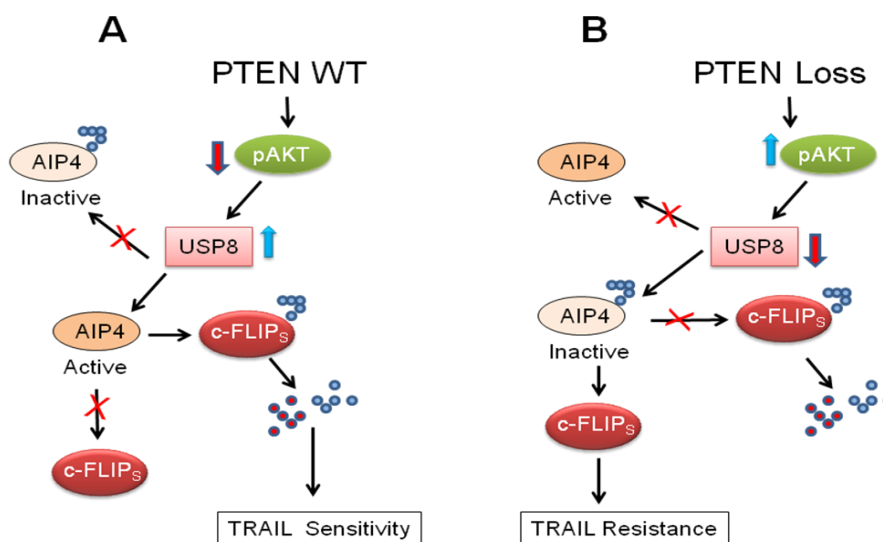 A
PTEN WT
pAKT
AIP4
Inactive
USP8
AIP4
Active
c-FLIPS
c-FLIPS
TRAIL Sensitivity
B
PTEN Loss
pAKT
AIP4
Active
USP8
AIP4
Inactive
c-FLIPS
c-FLIPS
TRAIL Resistance